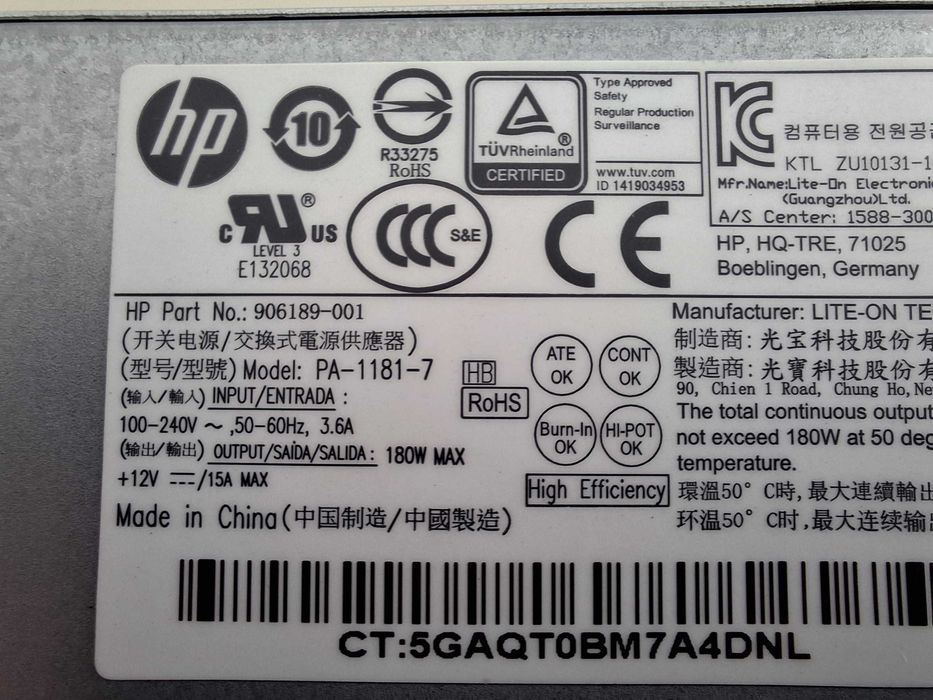 hp
10
R33275
RoHS
TÜVRheinland®
CERTIFIED
Type Approved
Safety
Regular Production
Surveillance
www.tuv.com
ID 1419034953
컴퓨터용 전원공급
KTL ZU10131-1
Mfr.Name:Lite-On Electroni
(Guangzhou)Ltd.
A/S Center: 1588-300
c RU® US
LEVEL 3
E132068
CCC S&E
CE
HP, HQ-TRE, 71025
Boeblingen, Germany
HP Part No.: 906189-001
(开关电源/交換式電源供應器)
(型号/型號) Model: PA-1181-7
(输入/輸入) INPUT/ENTRADA :
100-240V ~ ,50-60Hz, 3.6A
(输出/輸出) OUTPUT/SAÍDA/SALIDA : 180W MAX
+12V ⎓/15A MAX
Made in China(中国制造/中國製造)
HB
RoHS
ATE
OK
CONT
OK
Burn-In
OK
HI-POT
OK
High Efficiency
Manufacturer: LITE-ON TE
制造商: 光宝科技股份有
製造商: 光寶科技股份有
90, Chien 1 Road, Chung Ho, Ne
The total continuous output
not exceed 180W at 50 deg
temperature.
環溫50° C時, 最大連續輸出
环温50° C时, 最大连续输出
CT:5GAQT0BM7A4DNL